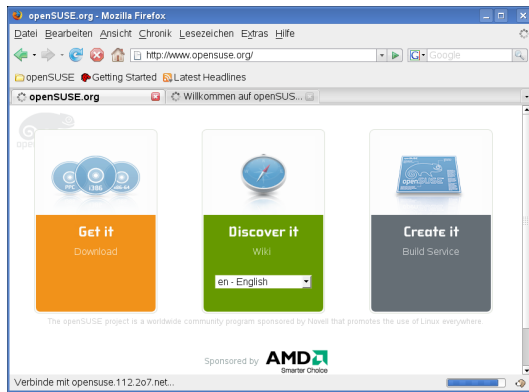 openSUSE.org - Mozilla Firefox
Datei Bearbeiten Ansicht Chronik Lesezeichen Extras Hilfe
http://www.opensuse.org/
G Google
openSUSE Getting Started Latest Headlines
openSUSE.org
Willkommen auf openSUS...
PPC i386 x86-64
open
Get it
Download
Discover it
Wiki
en - English
Create it
Build Service
The openSUSE project is a worldwide community program sponsored by Novell that promotes the use of Linux everywhere
Sponsored by AMD
Smarter Choice
Verbinde mit opensuse.112.2o7.net...